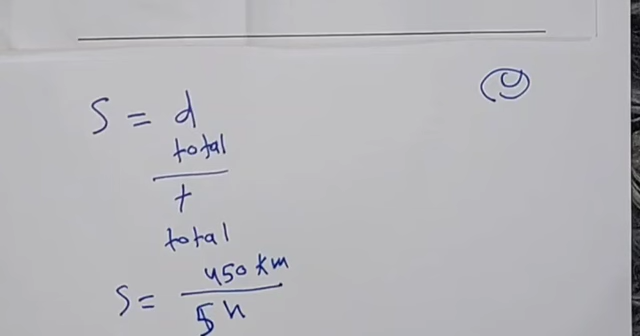 S = d
total
t
total
S = 450 km
5 h